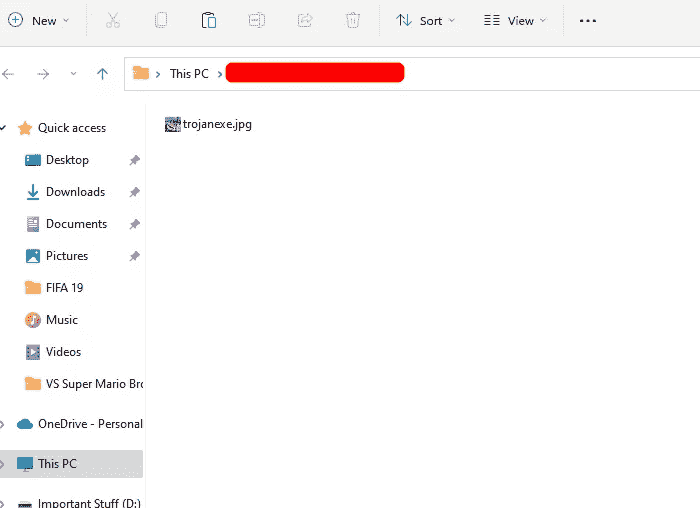 New Sort View
This PC
trojanexe.jpg
Quick access
Desktop
Downloads
Documents
Pictures
FIFA 19
Music
Videos
VS Super Mario Bro
OneDrive - Personal
This PC
Important Stuff (D:)